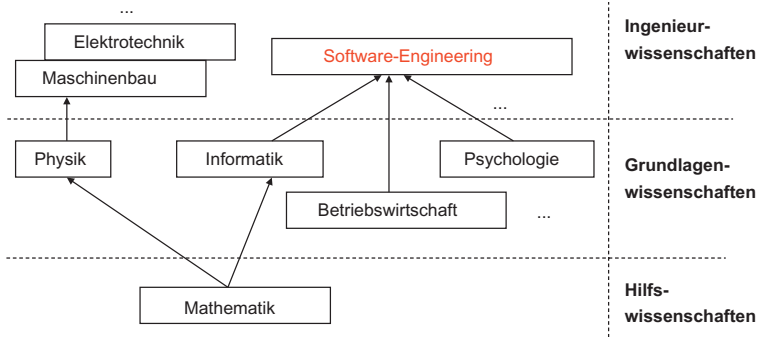 ...
Elektrotechnik
Maschinenbau
Software-Engineering
...
Ingenieur-
wissenschaften
Physik
Informatik
Psychologie
Betriebswirtschaft
...
Grundlagen-
wissenschaften
Mathematik
Hilfs-
wissenschaften